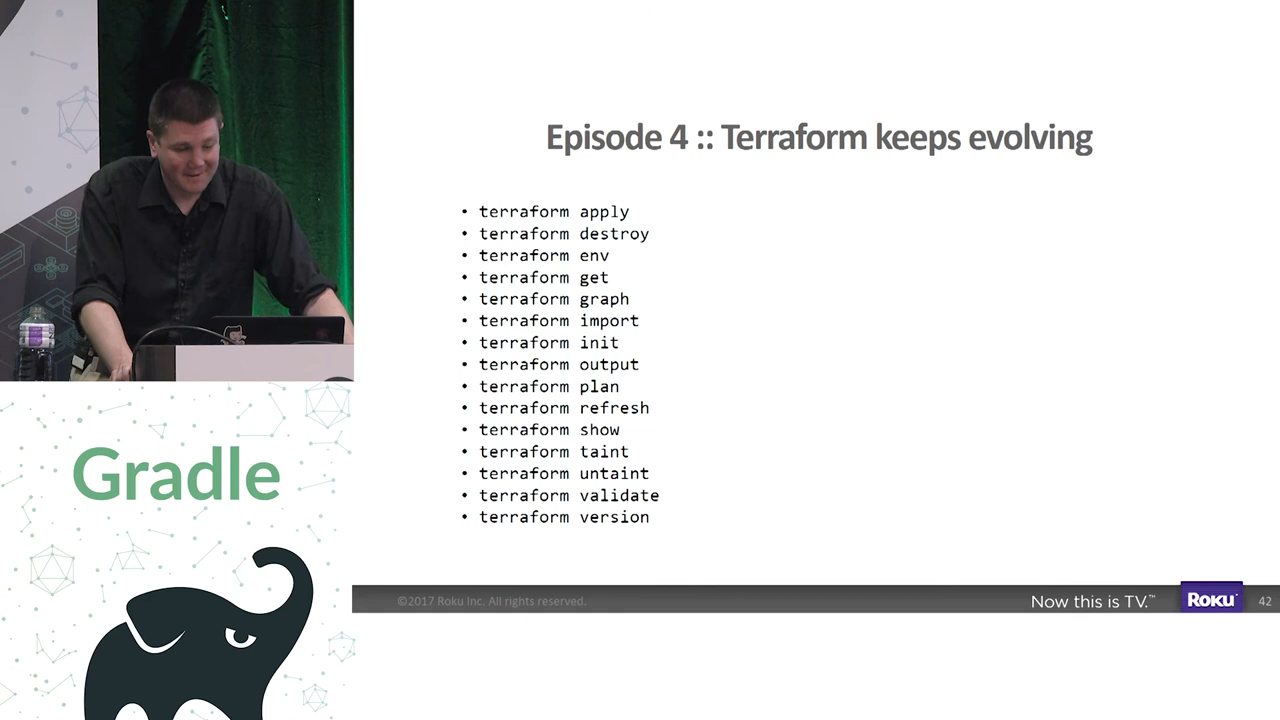 Episode 4 :: Terraform keeps evolving
• terraform apply
• terraform destroy
• terraform env
• terraform get
• terraform graph
• terraform import
• terraform init
• terraform output
• terraform plan
• terraform refresh
• terraform show
• terraform taint
• terraform untaint
• terraform validate
• terraform version
Gradle
©2017 Roku Inc. All rights reserved.
Now this is TV.™
ROKU
42